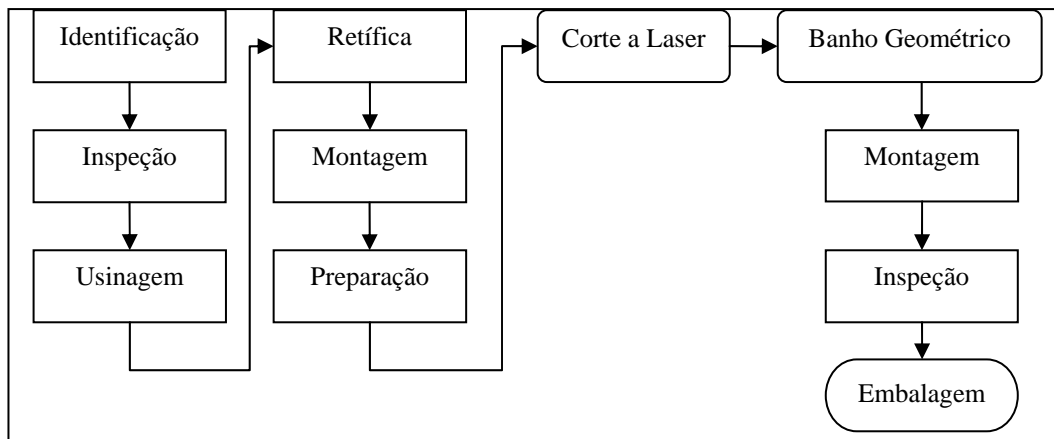 Identificação
Inspeção
Usinagem
Retífica
Montagem
Preparação
Corte a Laser
Banho Geométrico
Montagem
Inspeção
Embalagem